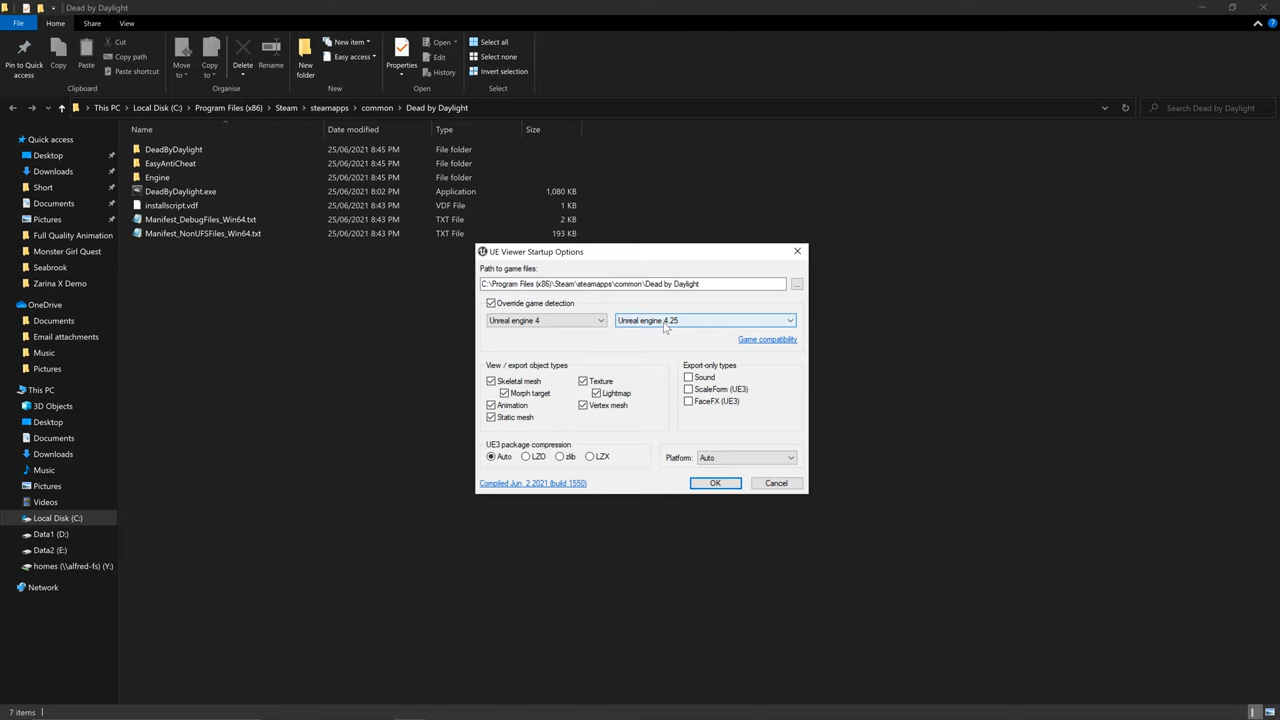 Dead by Daylight
File Home Share View
Pin to Quick access
Copy
Paste
Cut
Copy path
Paste shortcut
Clipboard
Move to
Copy to
Delete
Rename
Organise
New folder
New item
Easy access
New
Properties
Open
Edit
History
Open
Select all
Select none
Invert selection
Select
This PC Local Disk (C:) Program Files (x86) Steam steamapps common Dead by Daylight
Search Dead by Daylight
Name Date modified Type Size
DeadByDaylight 25/06/2021 8:45 PM File folder
EasyAntiCheat 25/06/2021 8:45 PM File folder
Engine 25/06/2021 8:45 PM File folder
DeadByDaylight.exe 25/06/2021 8:02 PM Application 1,080 KB
installscript.vdf 25/06/2021 8:45 PM VDF File 1 KB
Manifest_DebugFiles_Win64.txt 25/06/2021 8:43 PM TXT File 2 KB
Manifest_NonUFSFiles_Win64.txt 25/06/2021 8:43 PM TXT File 193 KB
Quick access
Desktop
Downloads
Short
Documents
Pictures
Full Quality Animation
Monster Girl Quest
Seabrook
Zarina X Demo
OneDrive
Documents
Email attachments
Music
Pictures
This PC
3D Objects
Desktop
Documents
Downloads
Music
Pictures
Videos
Local Disk (C:)
Data1 (D:)
Data2 (E:)
homes (\\alfred-fs) (Y:)
Network
UE Viewer Startup Options
Path to game files:
C:\Program Files (x86)\Steam\steamapps\common\Dead by Daylight
...
Override game detection
Unreal engine 4 Unreal engine 4.25
Game compatibility
View / export object types
Skeletal mesh
Morph target
Animation
Static mesh
Texture
Lightmap
Vertex mesh
Export-only types
Sound
ScaleForm (UE3)
FaceFX (UE3)
UE3 package compression
Auto LZO zlib LZX
Platform: Auto
Compiled Jun 2 2021 (build 1550)
OK
Cancel
7 items